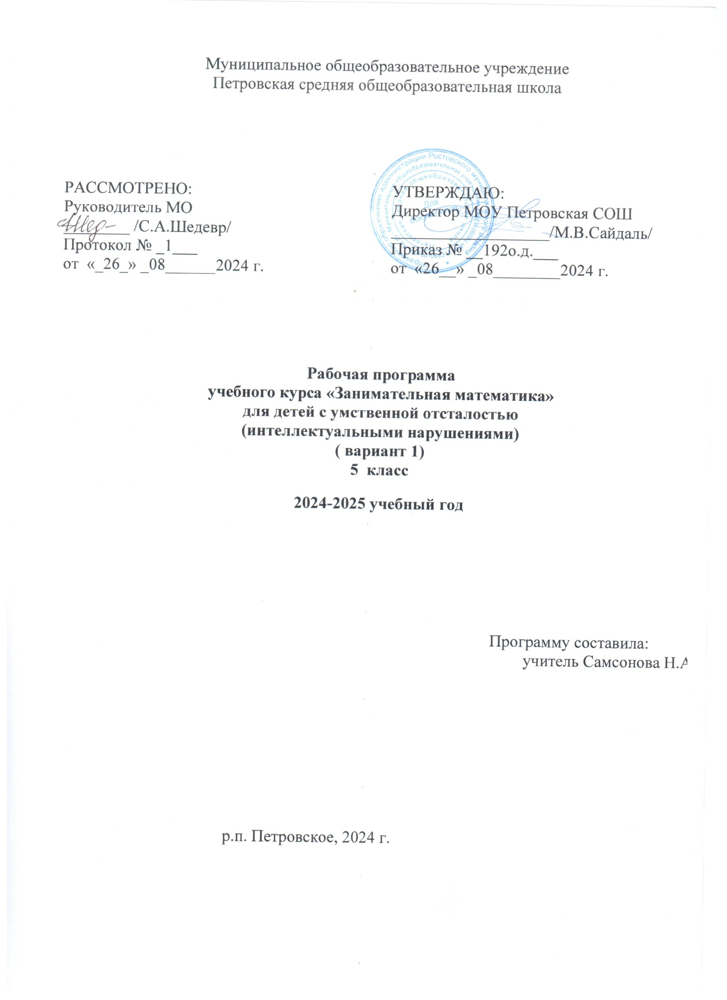 Муниципальное общеобразовательное учреждение
Петровская средняя общеобразовательная школа
РАССМОТРЕНО:
Руководитель МО
________ /С.А.Шедевр/
Протокол № _1___
от «_26_» _08______2024 г.
УТВЕРЖДАЮ:
Директор МОУ Петровская СОШ
___________________/М.В.Сайдаль/
Приказ № __192о.д.___
от «26__» _08________2024 г.
Для
документов
Рабочая программа
учебного курса «Занимательная математика»
для детей с умственной отсталостью
(интеллектуальными нарушениями)
( вариант 1)
5 класс
2024-2025 учебный год
Программу составила:
учитель Самсонова Н.А
р.п. Петровское, 2024 г.